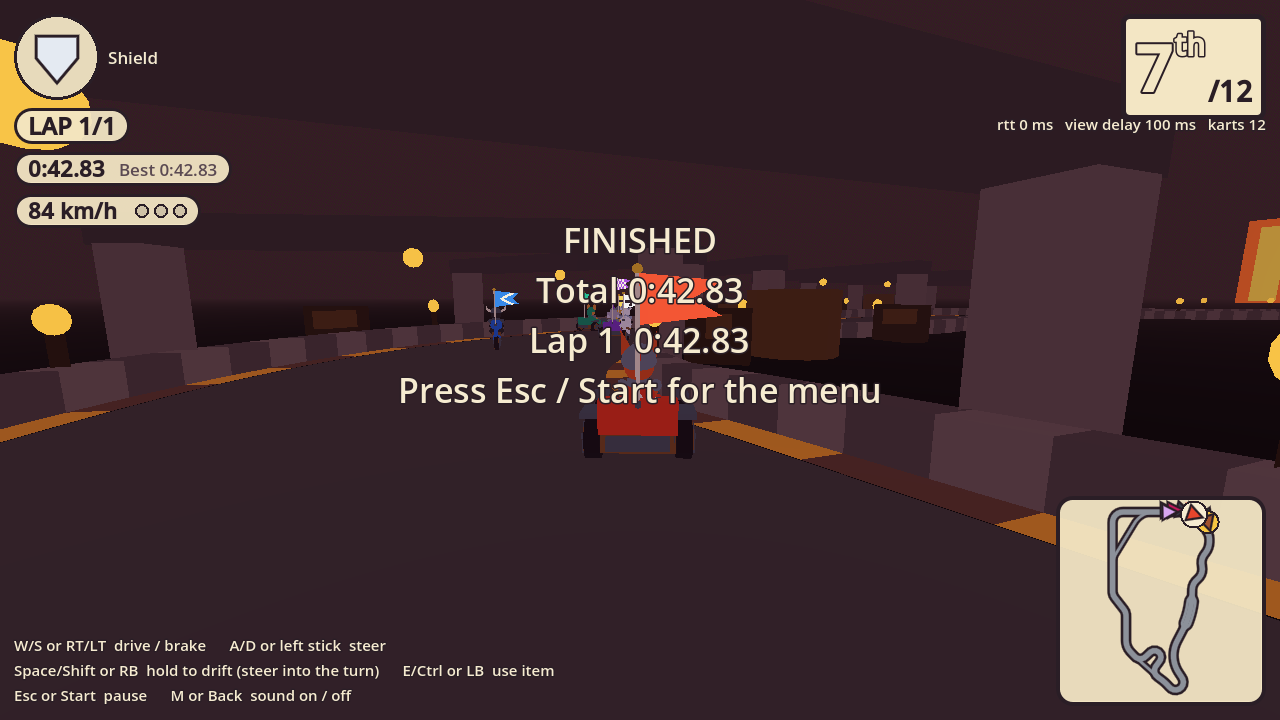 Shield
7th
/12
LAP 1/1
rtt 0 ms view delay 100 ms karts 12
0:42.83 Best 0:42.83
84 km/h
FINISHED
Total 0:42.83
Lap 1 0:42.83
Press Esc / Start for the menu
W/S or RT/LT drive / brake A/D or left stick steer
Space/Shift or RB hold to drift (steer into the turn) E/Ctrl or LB use item
Esc or Start pause M or Back sound on / off